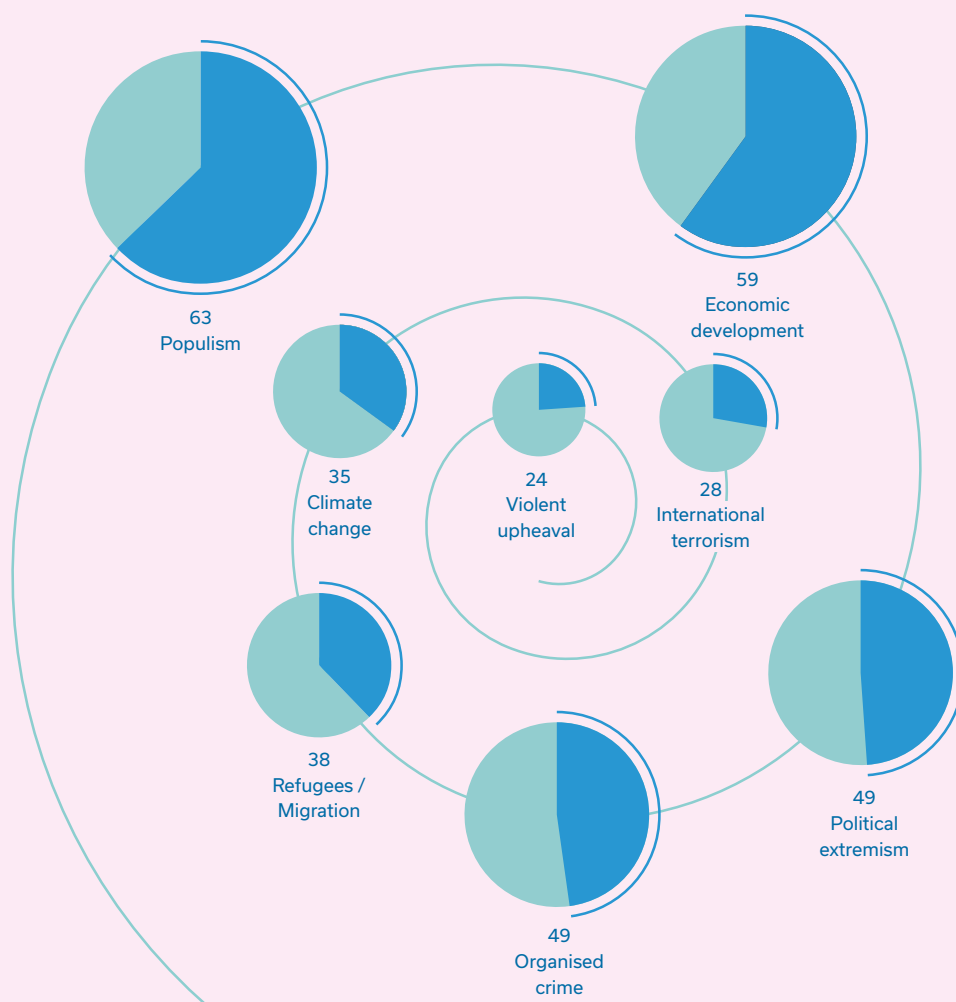 63
Populism
59
Economic
development
35
Climate
change
24
Violent
upheaval
28
International
terrorism
38
Refugees /
Migration
49
Political
extremism
49
Organised
crime